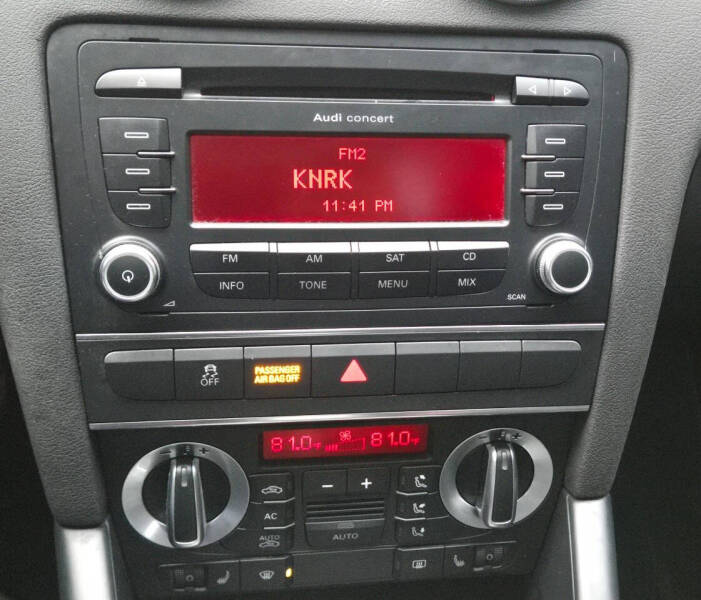 Audi concert
FM2
KNRK
11:41 PM
FM AM SAT CD
INFO TONE MENU MIX
SCAN
OFF
PASSENGER
AIR BAG OFF
81.0°F 81.0°F
- +
- +
- +
AC
AUTO
AUTO